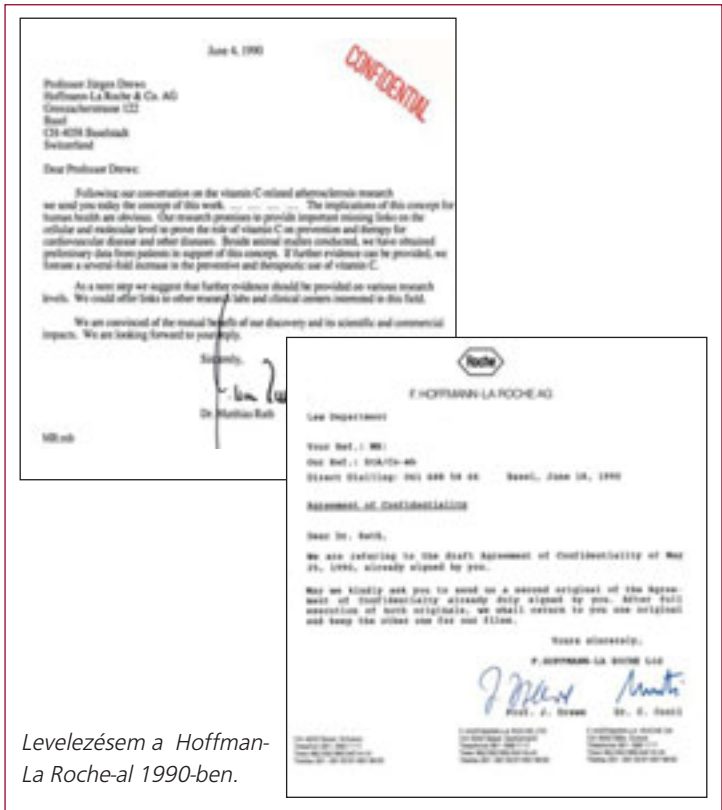 June 4, 1990
CONFIDENTIAL
Professor Jürgen Drews
Hoffmann-La Roche & Co. AG
Grenzacherstrasse 122
Basel
CH-4058 Baselstadt
Switzerland
Dear Professor Drews:
Following our conversation on the vitamin C-related atherosclerosis research
we send you today the concept of this work. ... ... ... ... The implications of this concept for
human health are obvious. Our research promises to provide important missing links on the
cellular and molecular level to prove the role of vitamin C on prevention and therapy for
cardiovascular disease and other diseases. Beside animal studies conducted, we have obtained
preliminary data from patients in support of this concept. If further evidence can be provided, we
foresee a several-fold increase in the preventive and therapeutic use of vitamin C.
As a next step we suggest that further evidence should be provided on various research
levels. We could offer links to other research labs and clinical centers interested in this field.
We are convinced of the mutual benefit of our discovery and its scientific and commercial
impacts. We are looking forward to your reply.
Sincerely,
Dr. Matthias Rath
MR:mb
Roche
F. HOFFMANN-LA ROCHE AG
Law Department
Your Ref.: MR:
Our Ref.:
Direct Dialling: 061 688 Basel, June 18, 1990
Agreement of Confidentiality
Dear Dr. Rath,
We are referring to the draft Agreement of Confidentiality of May
1990, already signed by you.
May we kindly ask you to send us a second original of the Agree-
ment of Confidentialty already duly signed by you. After full
execution of both originals, we shall return to you one original
and keep the other one for our files.
Yours sincerely,
F. HOFFMANN-LA ROCHE Ltd
Prof. J. Drews Dr.
Levelezésem a Hoffman-
La Roche-al 1990-ben.